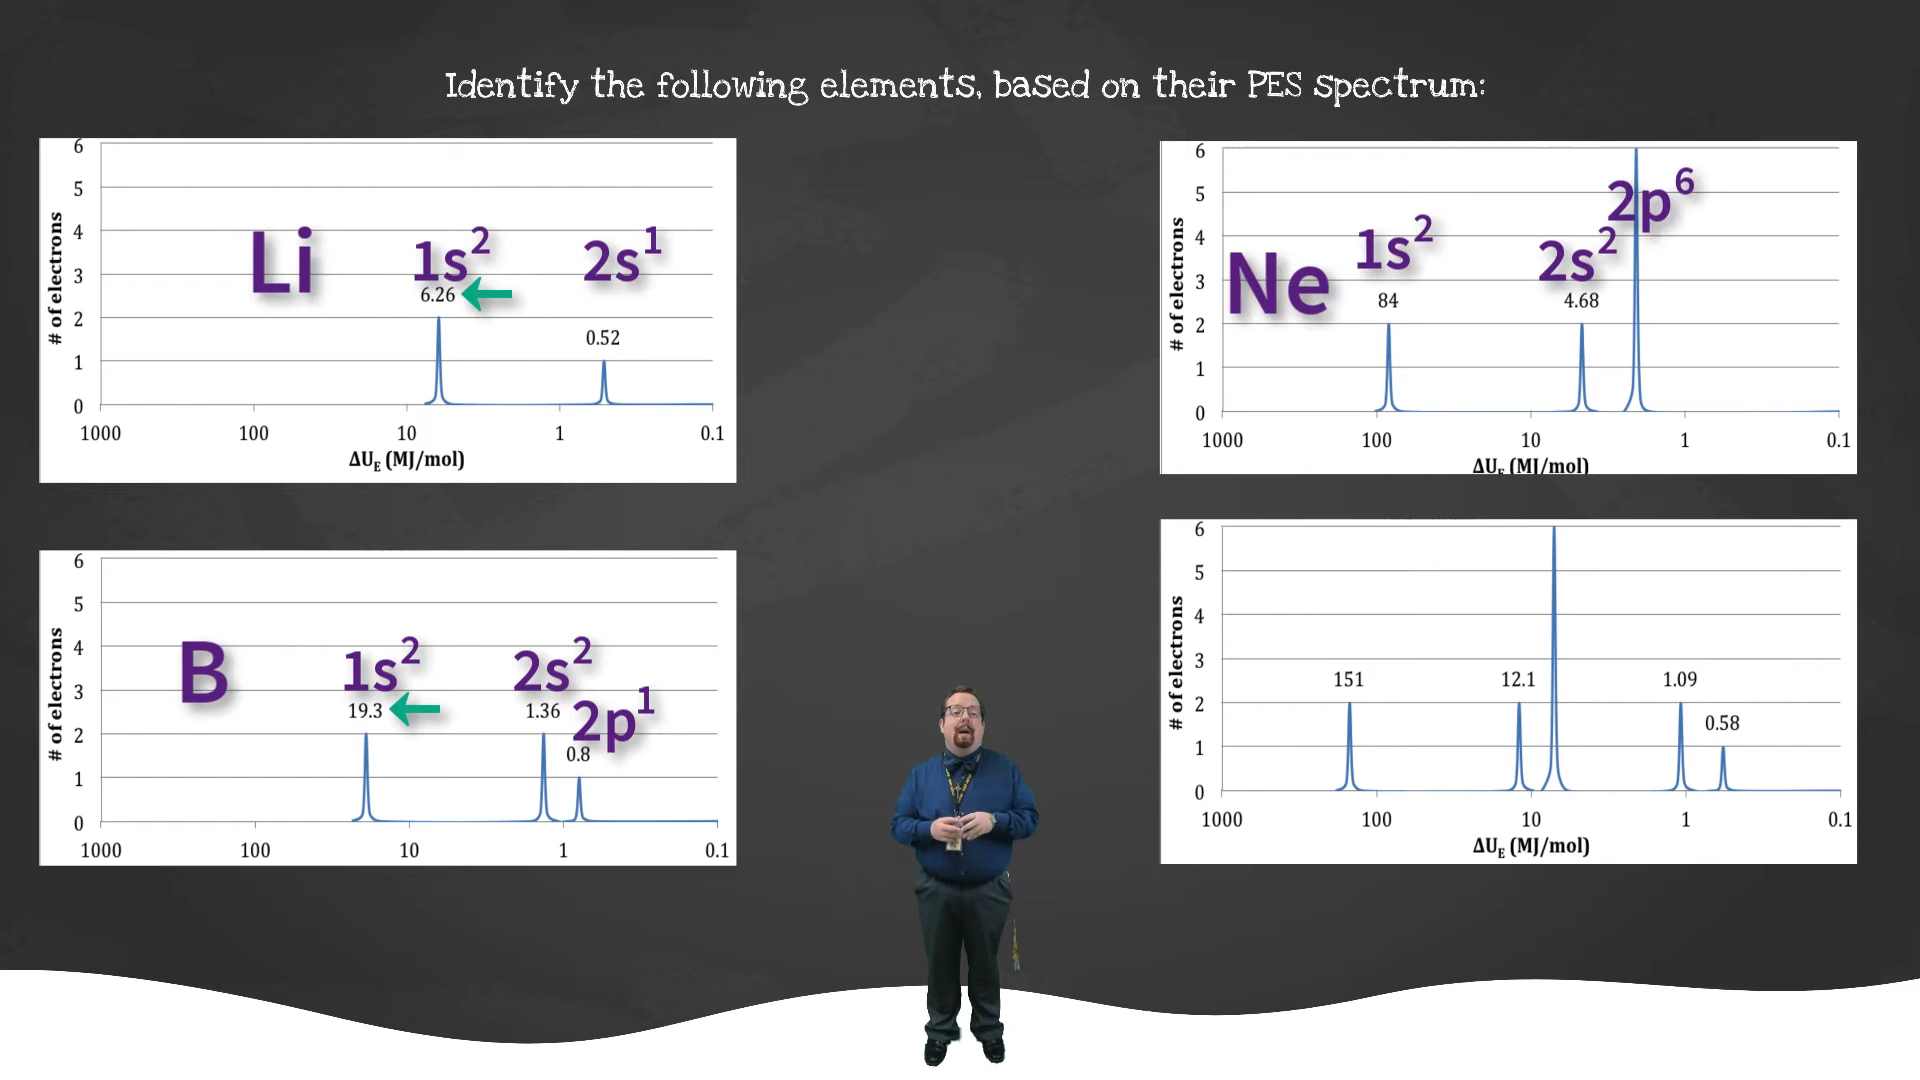 Identify the following elements, based on their PES spectrum:
6
5
4
3
2
1
0
# of electrons
Li
1s²
2s¹
6.26
0.52
1000 100 10 1 0.1
ΔU_E (MJ/mol)
6
5
4
3
2
1
0
# of electrons
Ne
1s²
2s²
2p⁶
84
4.68
1000 100 10 1 0.1
ΔU_E (MJ/mol)
6
5
4
3
2
1
0
# of electrons
B
1s²
2s²
2p¹
19.3
1.36
0.8
1000 100 10 1 0.1
6
5
4
3
2
1
0
# of electrons
151
12.1
1.09
0.58
1000 100 10 1 0.1
ΔU_E (MJ/mol)